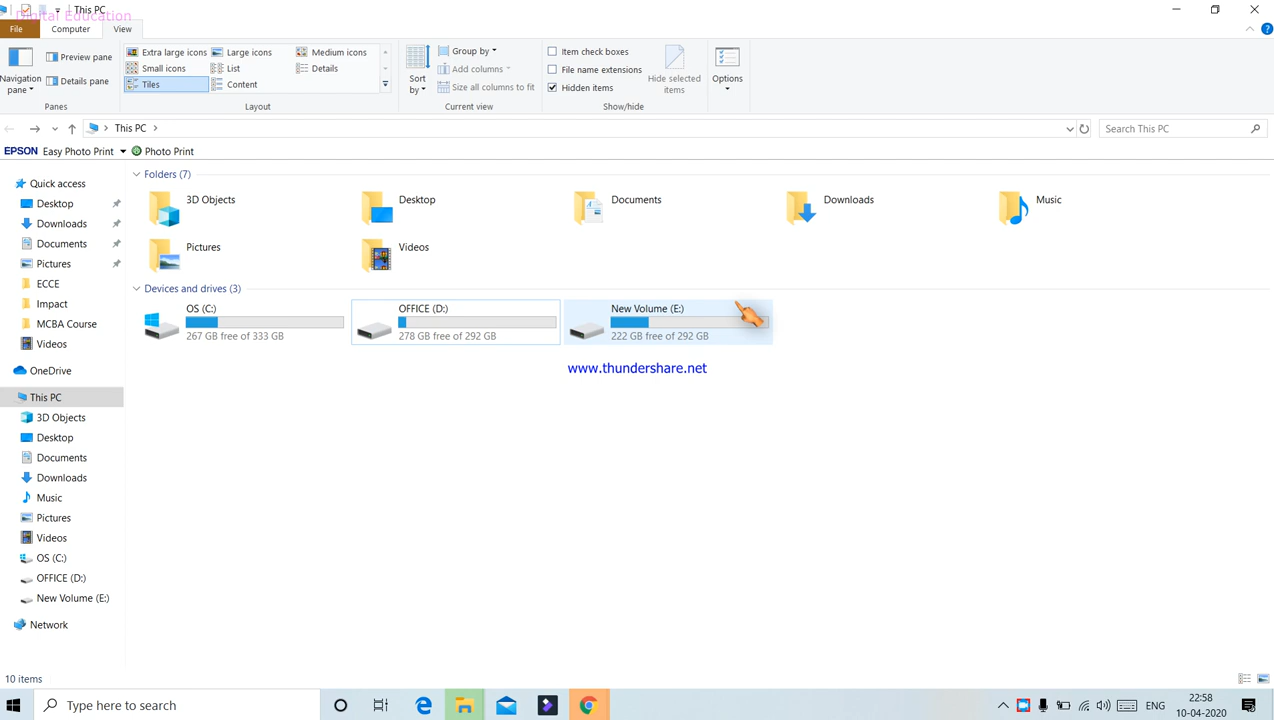 Digital Education
This PC
File Computer View
Navigation pane
Preview pane
Details pane
Panes
Extra large icons Large icons Medium icons
Small icons List Details
Tiles Content
Layout
Sort by
Group by
Add columns
Size all columns to fit
Current view
Item check boxes
File name extensions
Hidden items
Hide selected items
Show/hide
Options
This PC
Search This PC
EPSON Easy Photo Print Photo Print
Quick access
Desktop
Downloads
Documents
Pictures
ECCE
Impact
MCBA Course
Videos
OneDrive
This PC
3D Objects
Desktop
Documents
Downloads
Music
Pictures
Videos
OS (C:)
OFFICE (D:)
New Volume (E:)
Network
Folders (7)
3D Objects Desktop Documents Downloads Music
Pictures Videos
Devices and drives (3)
OS (C:)
267 GB free of 333 GB
OFFICE (D:)
278 GB free of 292 GB
New Volume (E:)
222 GB free of 292 GB
www.thundershare.net
10 items
Type here to search
ENG
22:58
10-04-2020